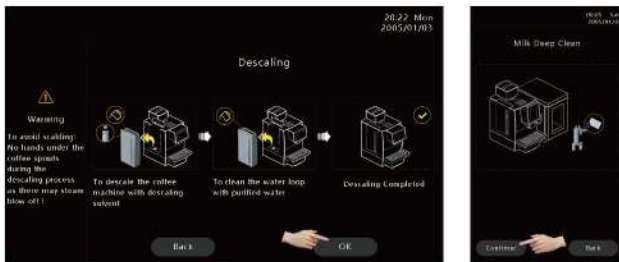 20:22 Mon
2005/01/03
Descaling
Warning
To avoid scalding:
No hands under the
coffee spouts
during the
descaling process
as there may steam
blow off !
To descale the coffee
machine with descaling
solvent
To clean the water loop
with purified water
Descaling Completed
Back
OK
Milk Deep Clean
Continue
Back